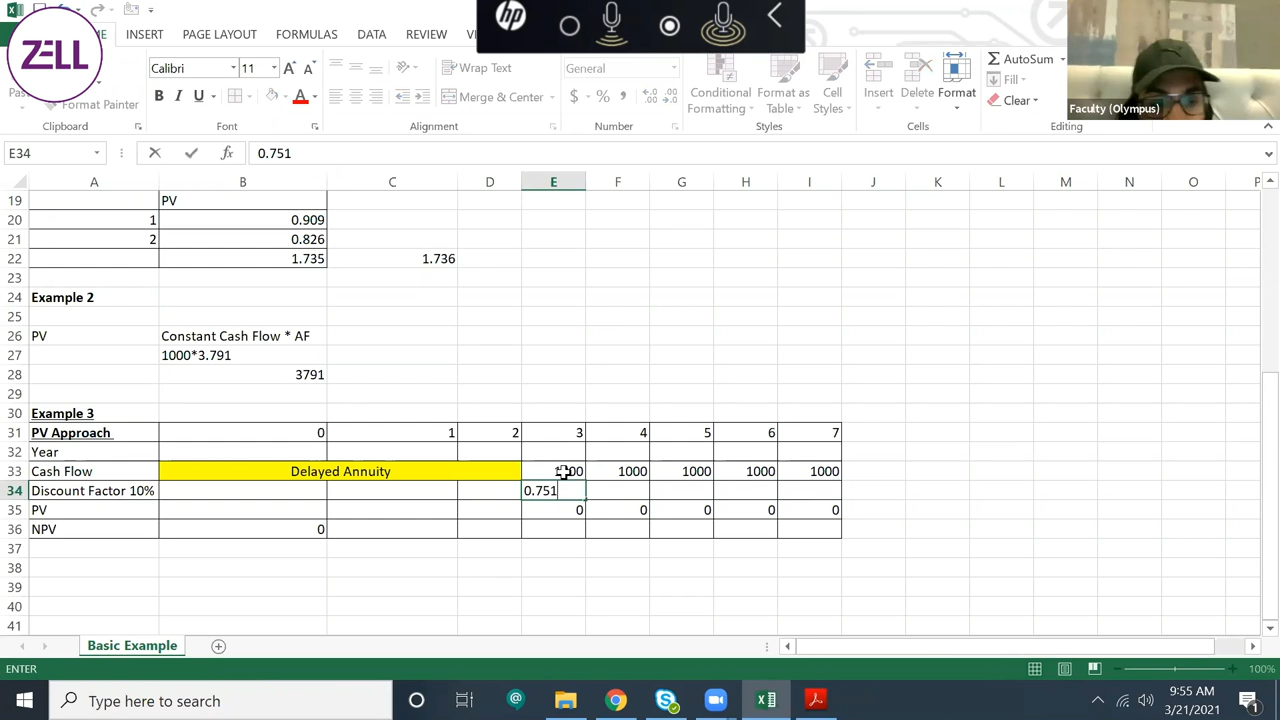 ZELL
hp
INSERT PAGE LAYOUT FORMULAS DATA REVIEW
Calibri 11 Wrap Text General Conditional Format as Cell Insert Delete Format AutoSum
Format Painter B I U A Merge & Center $ % Formatting Table Styles Fill
Clear
Clipboard Font Alignment Number Styles Cells Editing
Faculty (Olympus)
E34 fx 0.751
A B C D E F G H I J K L M N O P
19 PV
20 1 0.909
21 2 0.826
22 1.735 1.736
23
24 Example 2
25
26 PV Constant Cash Flow * AF
27 1000*3.791
28 3791
29
30 Example 3
31 PV Approach 0 1 2 3 4 5 6 7
32 Year
33 Cash Flow Delayed Annuity 1000 1000 1000 1000 1000
34 Discount Factor 10% 0.751
35 PV 0 0 0 0 0
36 NPV 0
37
38
39
40
41
Basic Example
ENTER 100%
Type here to search
9:55 AM
3/21/2021
1